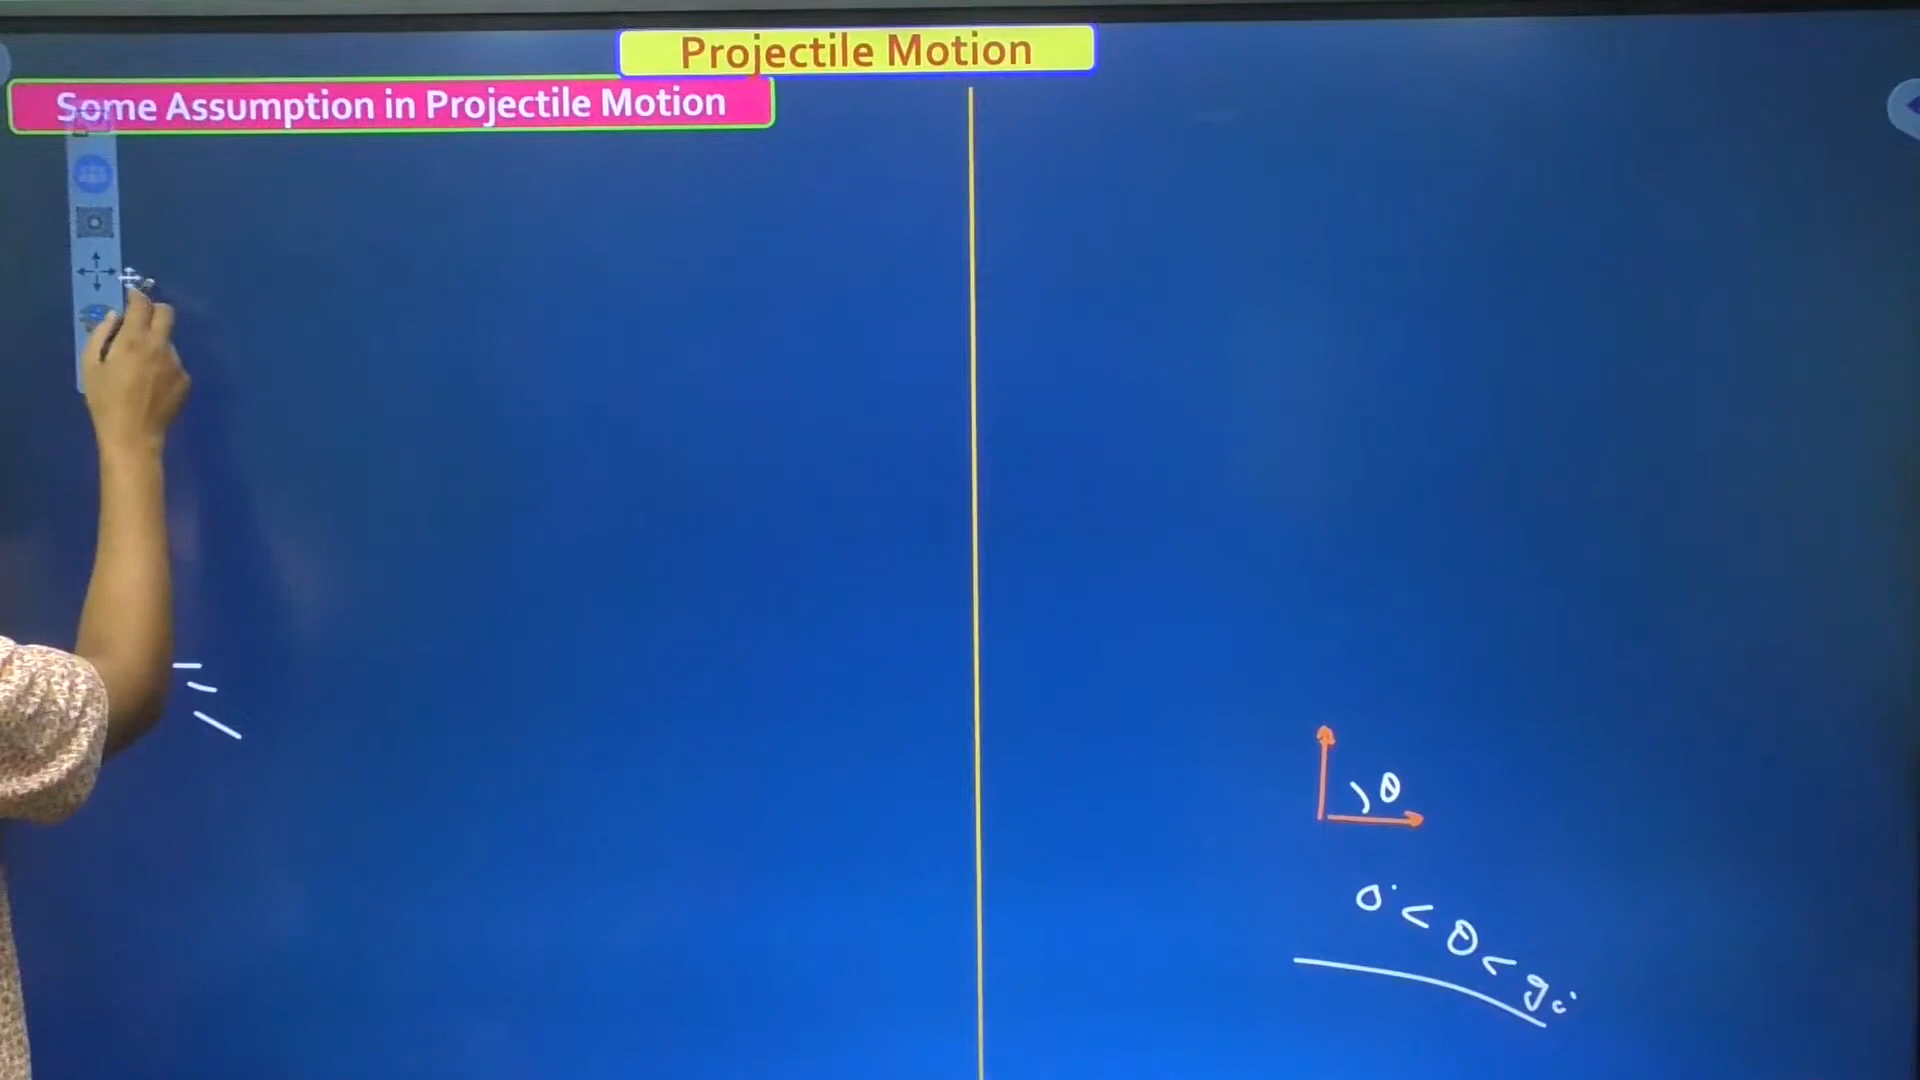 Projectile Motion
Some Assumption in Projectile Motion
θ
0° < θ < 90°